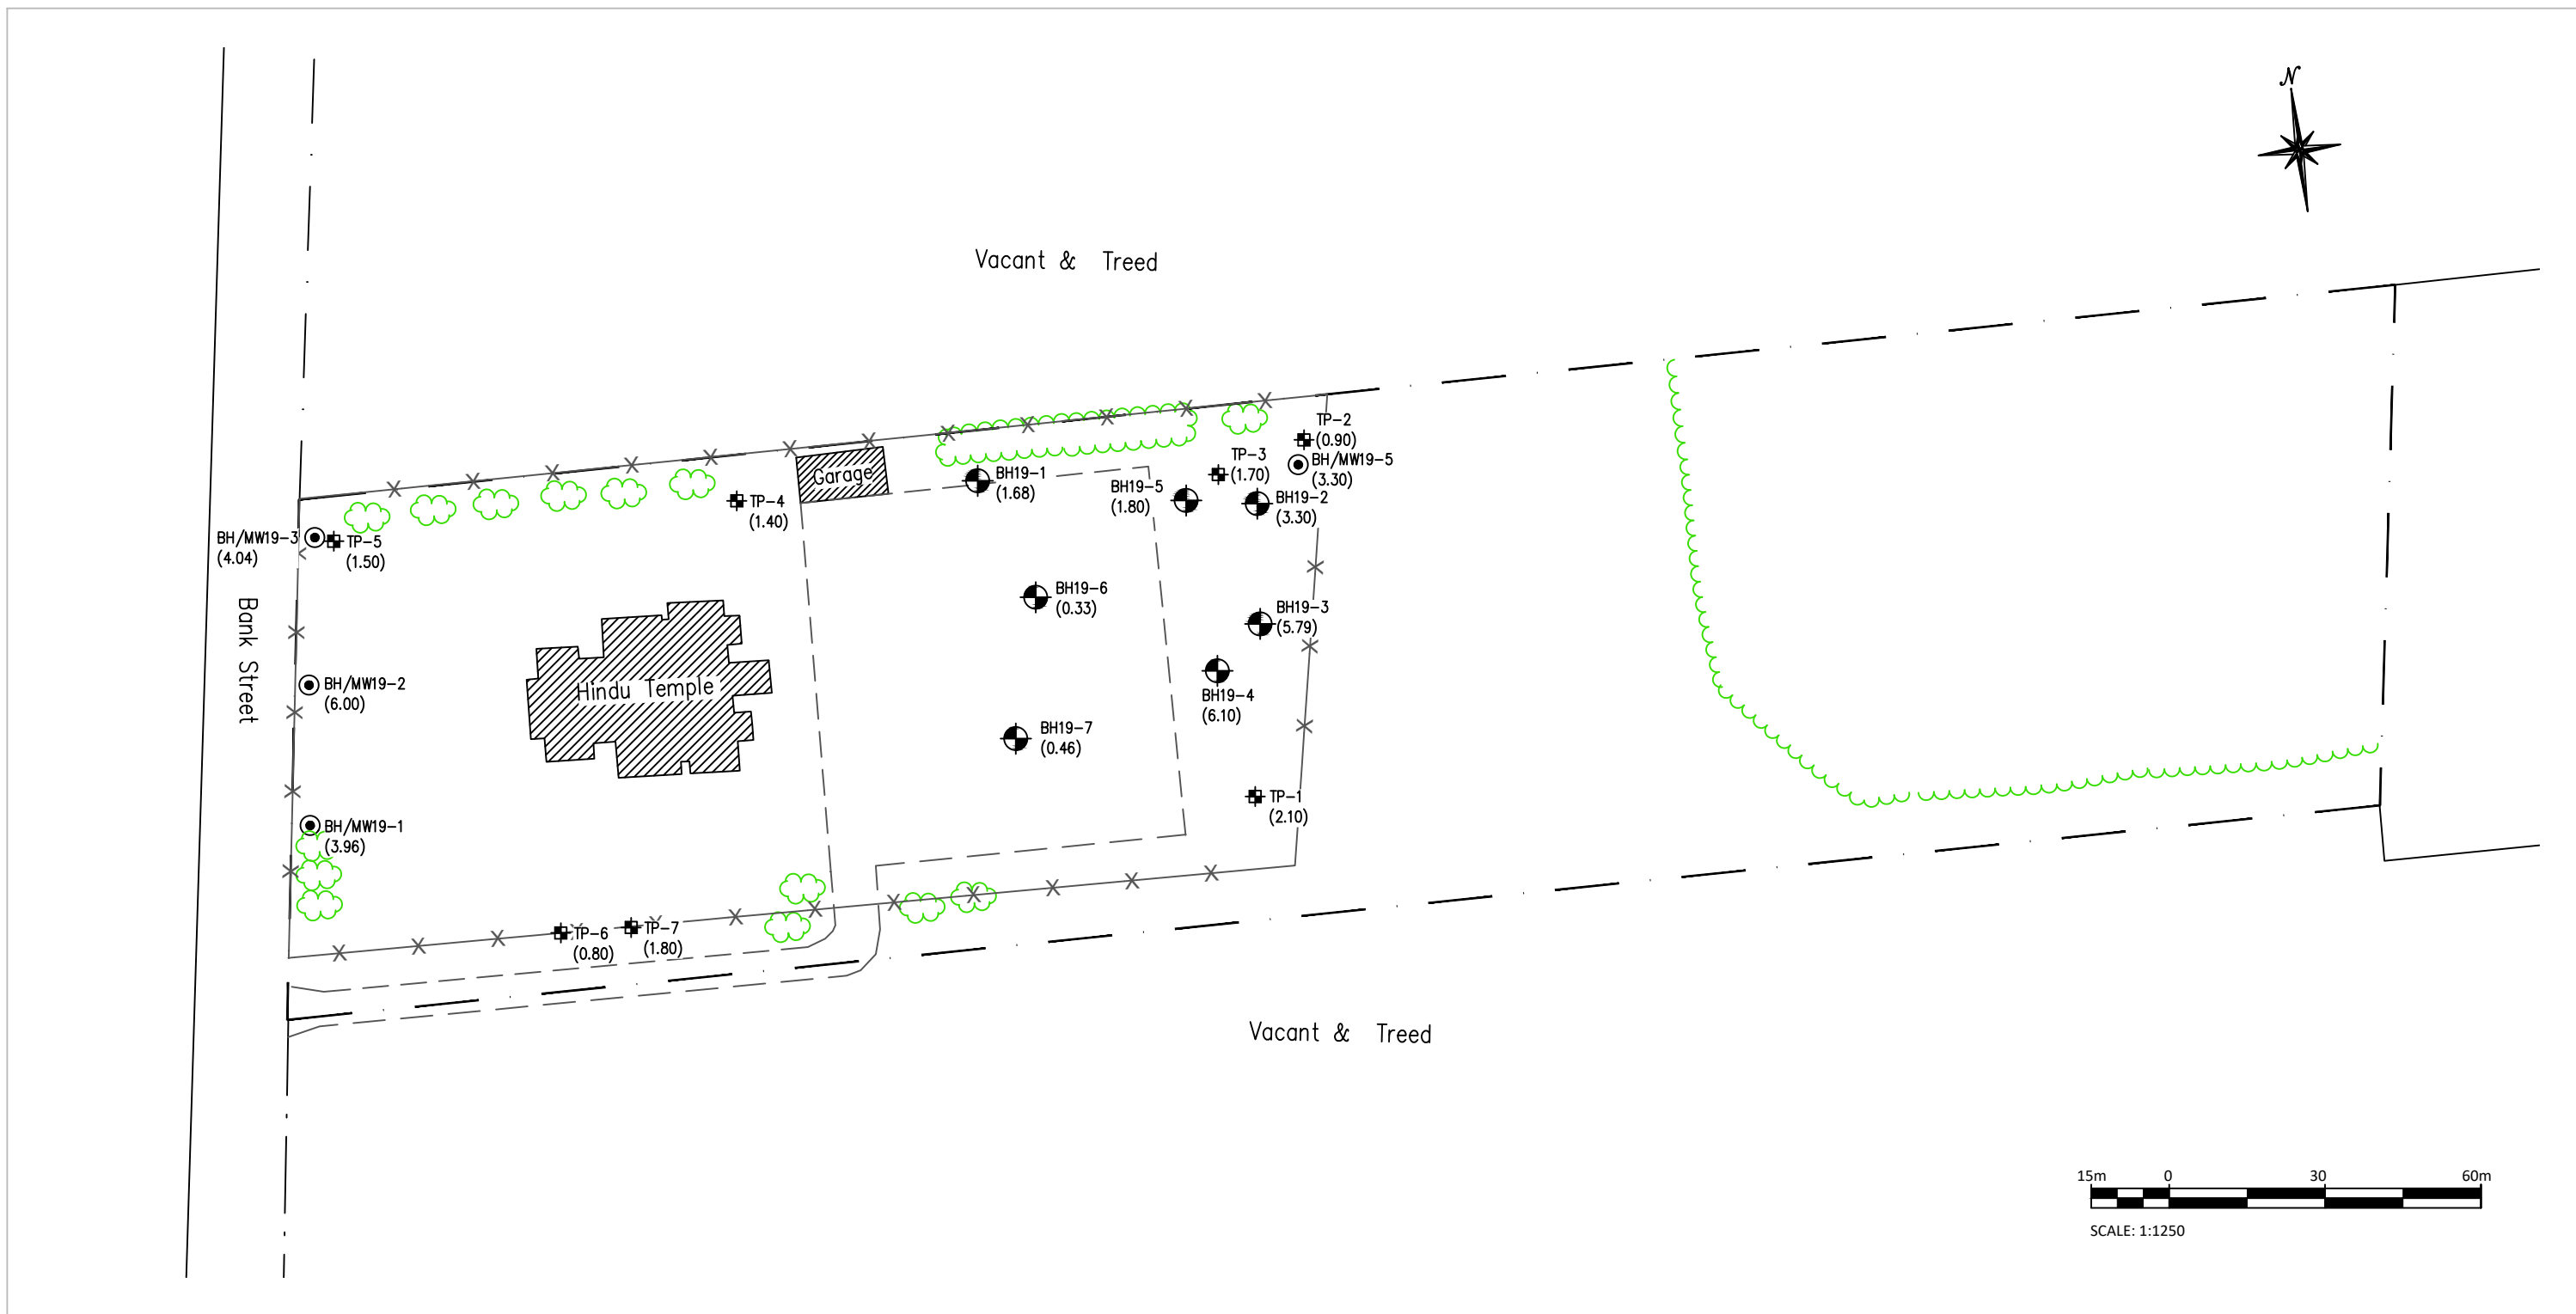 N
Vacant & Treed
TP-2
(0.90)
TP-3
(1.70)
BH/MW19-5
(3.30)
BH19-1
(1.68)
BH19-5
(1.80)
BH19-2
(3.30)
Garage
TP-4
(1.40)
BH/MW19-3
(4.04)
TP-5
(1.50)
BH19-6
(0.33)
BH19-3
(5.79)
Bank Street
BH/MW19-2
(6.00)
Hindu Temple
BH19-4
(6.10)
BH19-7
(0.46)
TP-1
(2.10)
BH/MW19-1
(3.96)
TP-6
(0.80)
TP-7
(1.80)
Vacant & Treed
15m 0 30 60m
SCALE: 1:1250